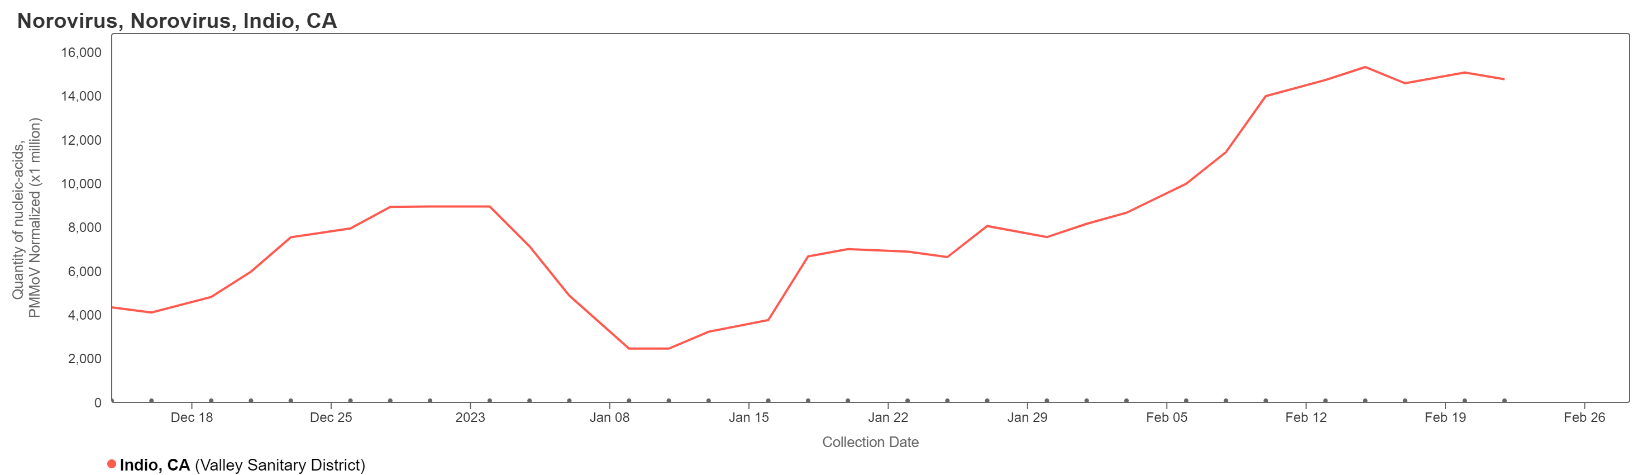 Norovirus, Norovirus, Indio, CA
16,000
14,000
12,000
10,000
8,000
6,000
4,000
2,000
0
Quantity of nucleic-acids,
PMMoV Normalized (x1 million)
Dec 18 Dec 25 2023 Jan 08 Jan 15 Jan 22 Jan 29 Feb 05 Feb 12 Feb 19 Feb 26
Collection Date
Indio, CA (Valley Sanitary District)